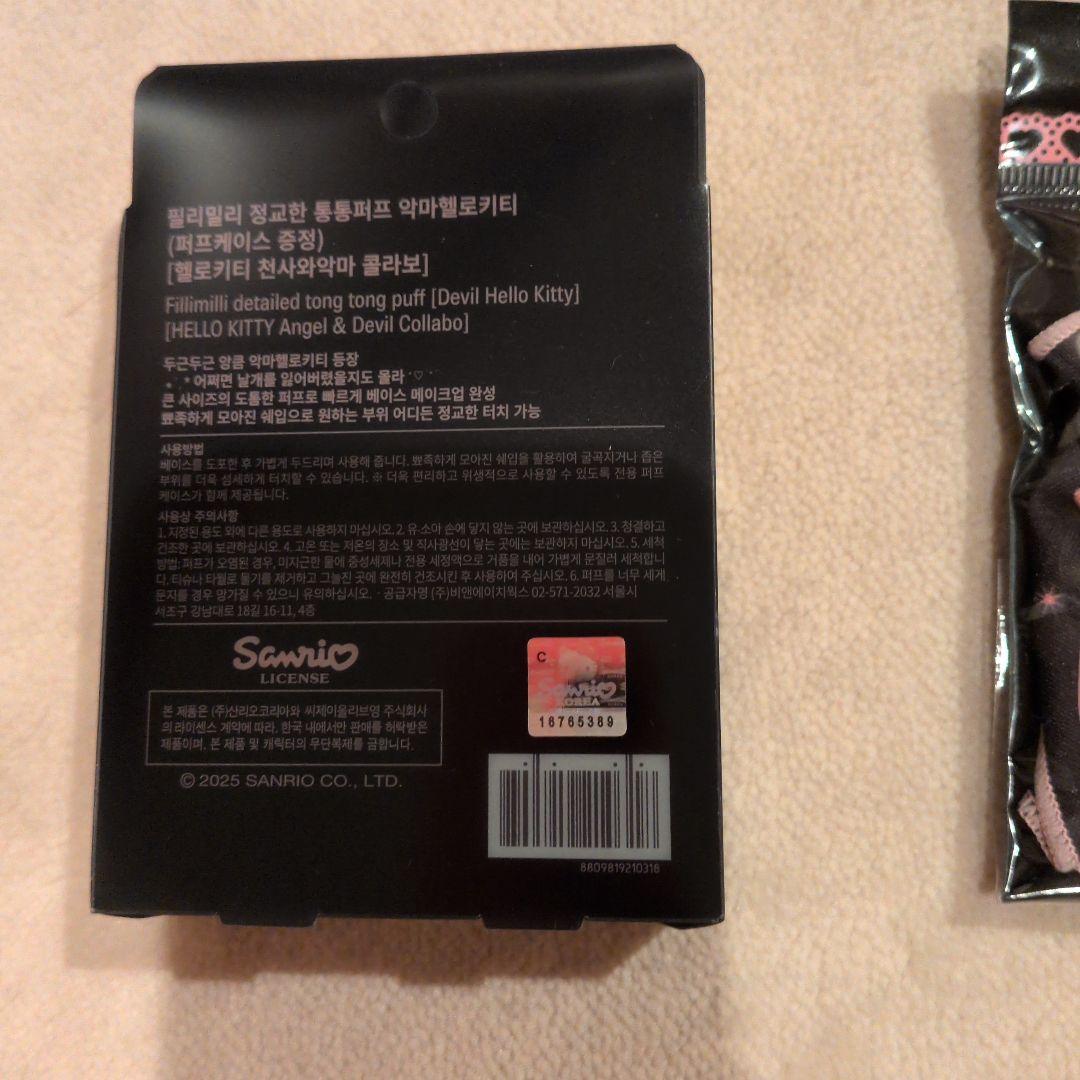 필리밀리 정교한 통통퍼프 악마헬로키티
(퍼프케이스 증정)
[헬로키티 천사와악마 콜라보]
Fillimilli detailed tong tong puff [Devil Hello Kitty]
[HELLO KITTY Angel & Devil Collabo]
두근두근 앙큼 악마헬로키티 등장
어쩌면 날개를 잃어버렸을지도 몰라 ♡
큰 사이즈의 도톰한 퍼프로 빠르게 베이스 메이크업 완성
뾰족하게 모아진 쉐입으로 원하는 부위 어디든 정교한 터치 가능
사용방법
베이스를 도포한 후 가볍게 두드리며 사용해 줍니다. 뾰족하게 모아진 쉐입을 활용하여 굴곡지거나 좁은
부위를 더욱 섬세하게 터치할 수 있습니다. ※ 더욱 편리하고 위생적으로 사용할 수 있도록 전용 퍼프
케이스가 함께 제공됩니다.
사용상 주의사항
1. 지정된 용도 외에 다른 용도로 사용하지 마십시오. 2. 유·소아 손에 닿지 않는 곳에 보관하십시오. 3. 청결하고
건조한 곳에 보관하십시오. 4. 고온 또는 저온의 장소 및 직사광선이 닿는 곳에는 보관하지 마십시오. 5. 세척
방법: 퍼프가 오염된 경우, 미지근한 물에 중성세제나 전용 세정액으로 거품을 내어 가볍게 문질러 세척합니
다. 티슈나 타월로 물기를 제거하고 그늘진 곳에 완전히 건조시킨 후 사용하여 주십시오. 6. 퍼프를 너무 세게
문지를 경우 망가질 수 있으니 유의하십시오. · 공급자명 (주)비앤에이치웍스 02-571-2032 서울시
서초구 강남대로 18길 16-11, 4층
Sanrio
LICENSE
본 제품은 (주)산리오코리아와 씨제이올리브영 주식회사
의 라이센스 계약에 따라, 한국 내에서만 판매를 허락받은
제품이며, 본 제품 및 캐릭터의 무단복제를 금합니다.
© 2025 SANRIO CO., LTD.
C
Sanrio
KOREA
16765389
8809819210318